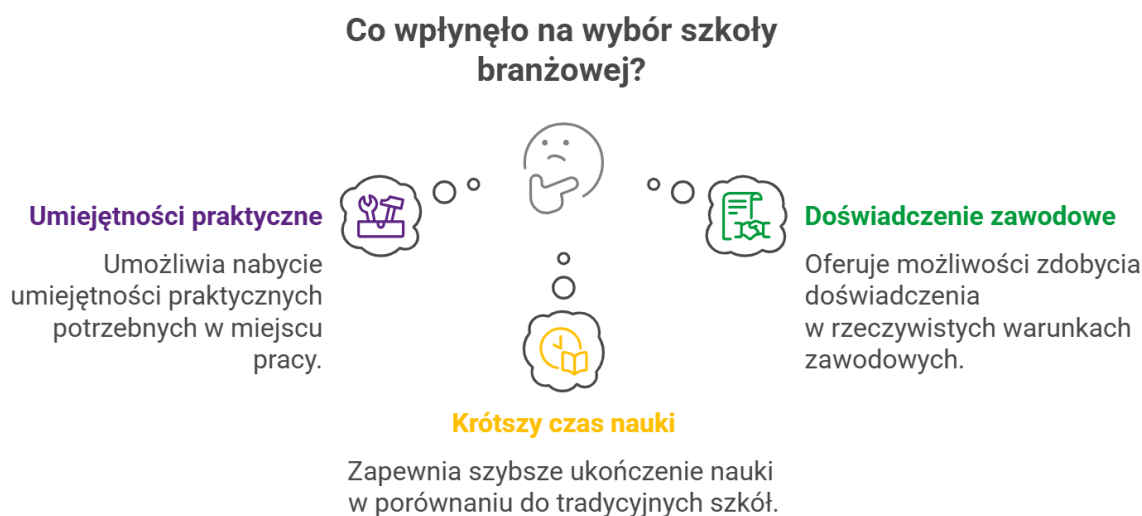 Co wpłynęło na wybór szkoły
branżowej?
Umiejętności praktyczne
Umożliwia nabycie
umiejętności praktycznych
potrzebnych w miejscu
pracy.
Doświadczenie zawodowe
Oferuje możliwości zdobycia
doświadczenia
w rzeczywistych warunkach
zawodowych.
Krótszy czas nauki
Zapewnia szybsze ukończenie nauki
w porównaniu do tradycyjnych szkół.